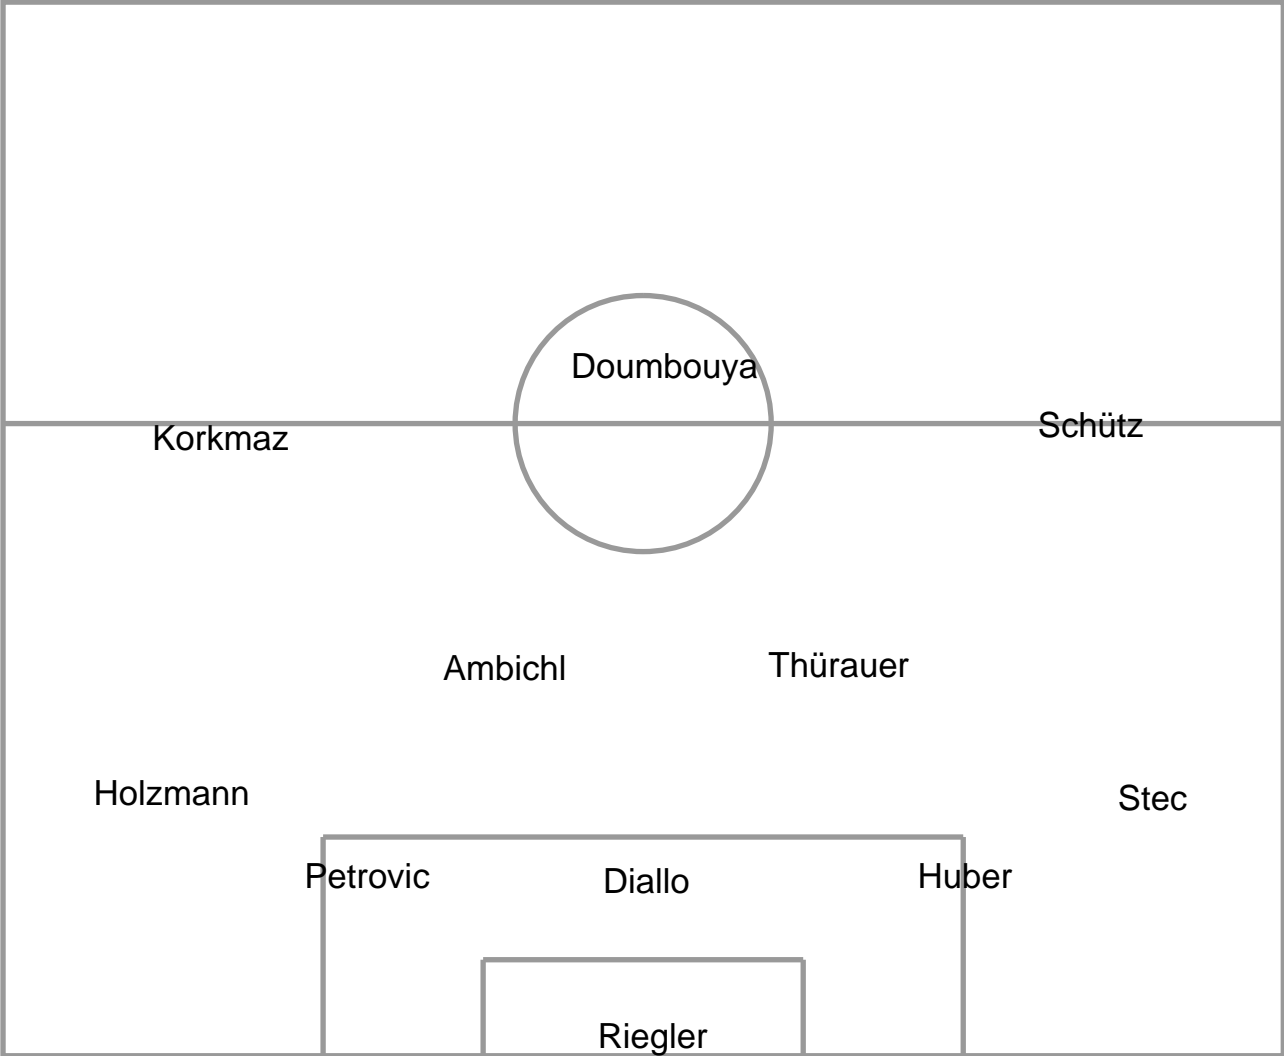 Doumbouya
Korkmaz
Schütz
Ambichl
Thürauer
Holzmann
Stec
Petrovic
Diallo
Huber
Riegler